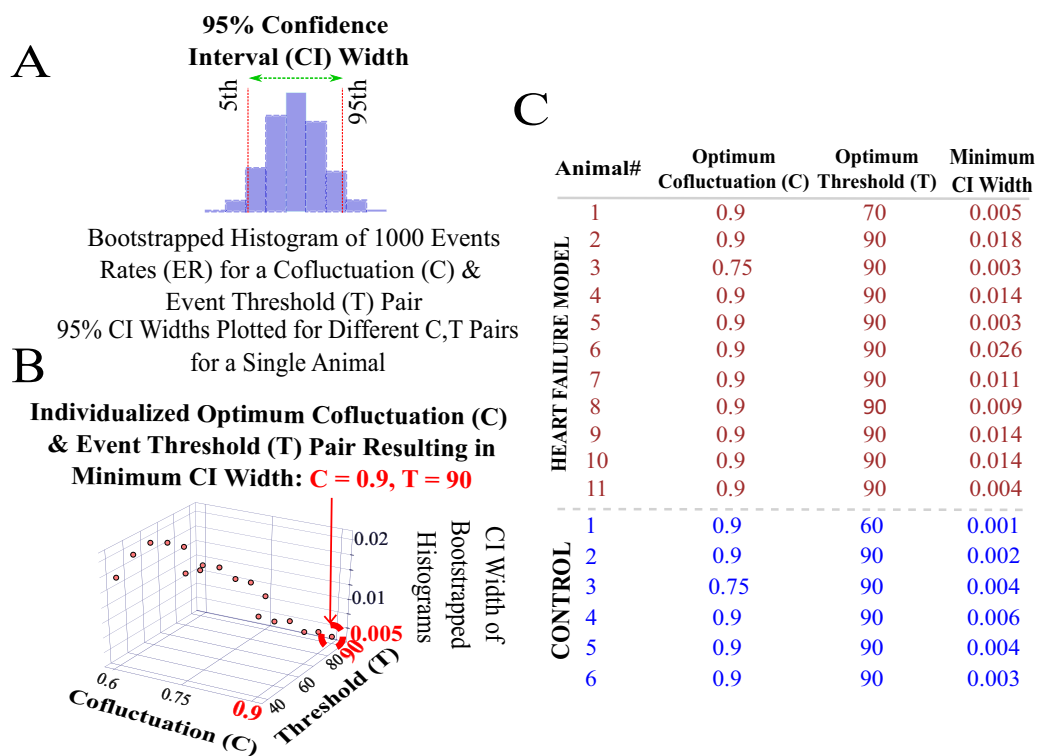 A
95% Confidence
Interval (CI) Width
5th
95th
Bootstrapped Histogram of 1000 Events
Rates (ER) for a Cofluctuation (C) &
Event Threshold (T) Pair
95% CI Widths Plotted for Different C,T Pairs
for a Single Animal
B
Individualized Optimum Cofluctuation (C)
& Event Threshold (T) Pair Resulting in
Minimum CI Width: C = 0.9, T = 90
0.02
0.01
0.005
CI Width of
Bootstrapped
Histograms
0.6
0.75
0.9
Cofluctuation (C)
40
60
80
90
Threshold (T)
C
Animal# Optimum Cofluctuation (C) Optimum Threshold (T) Minimum CI Width
HEART FAILURE MODEL
1 0.9 70 0.005
2 0.9 90 0.018
3 0.75 90 0.003
4 0.9 90 0.014
5 0.9 90 0.003
6 0.9 90 0.026
7 0.9 90 0.011
8 0.9 90 0.009
9 0.9 90 0.014
10 0.9 90 0.014
11 0.9 90 0.004
CONTROL
1 0.9 60 0.001
2 0.9 90 0.002
3 0.75 90 0.004
4 0.9 90 0.006
5 0.9 90 0.004
6 0.9 90 0.003